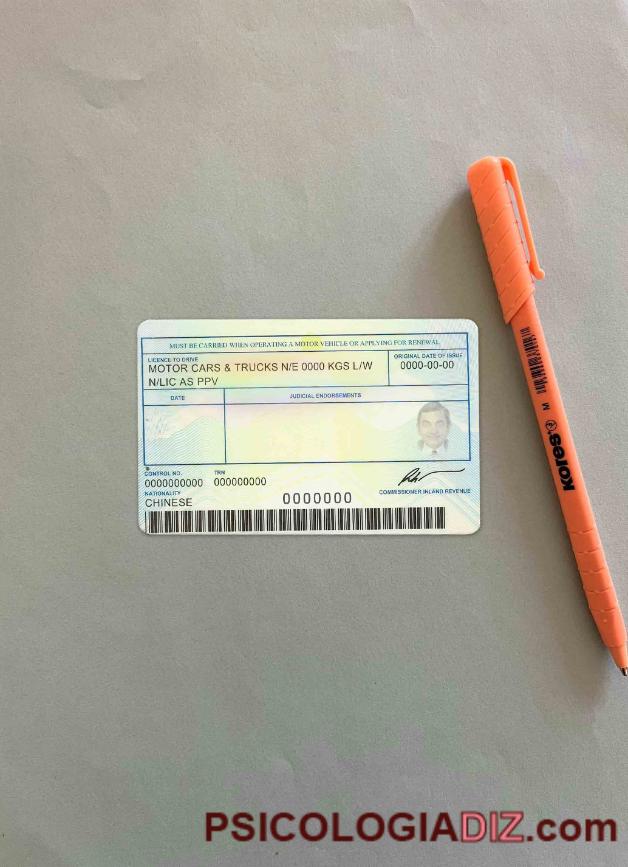 MUST BE CARRIED WHEN OPERATING A MOTOR VEHICLE OR APPLYING FOR RENEWAL
LICENCE TO DRIVE
MOTOR CARS & TRUCKS N/E 0000 KGS L/W
N/LIC AS PPV
ORIGINAL DATE OF ISSUE
0000-00-00
DATE
JUDICIAL ENDORSEMENTS
CONTROL NO.
0000000000
TRN
000000000
NATIONALITY
CHINESE
0000000
COMMISSIONER INLAND REVENUE
M
Kores
PSICOLOGIADIZ.com